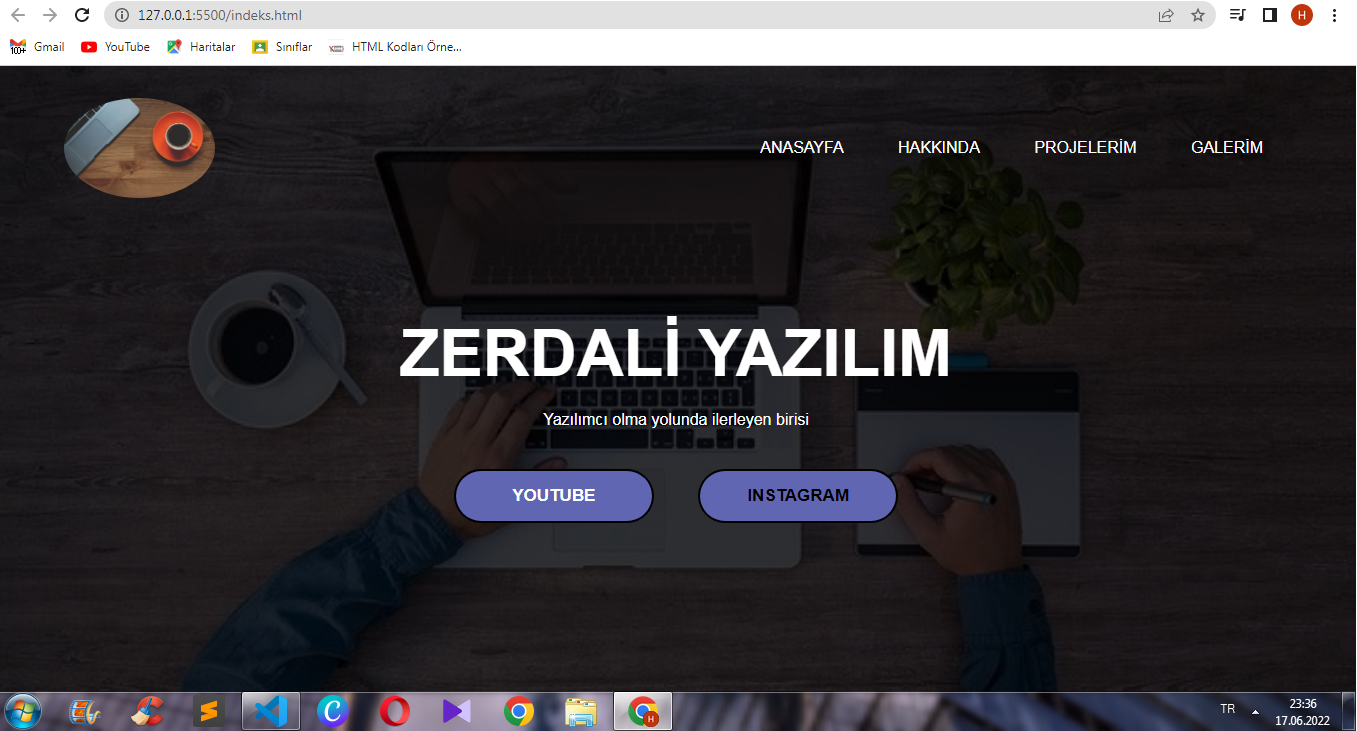 127.0.0.1:5500/indeks.html
H
100+ Gmail YouTube Haritalar Sınıflar HTML Kodları Örne...
ANASAYFA HAKKINDA PROJELERİM GALERİM
ZERDALİ YAZILIM
Yazılımcı olma yolunda ilerleyen birisi
YOUTUBE INSTAGRAM
TR 23:36
17.06.2022